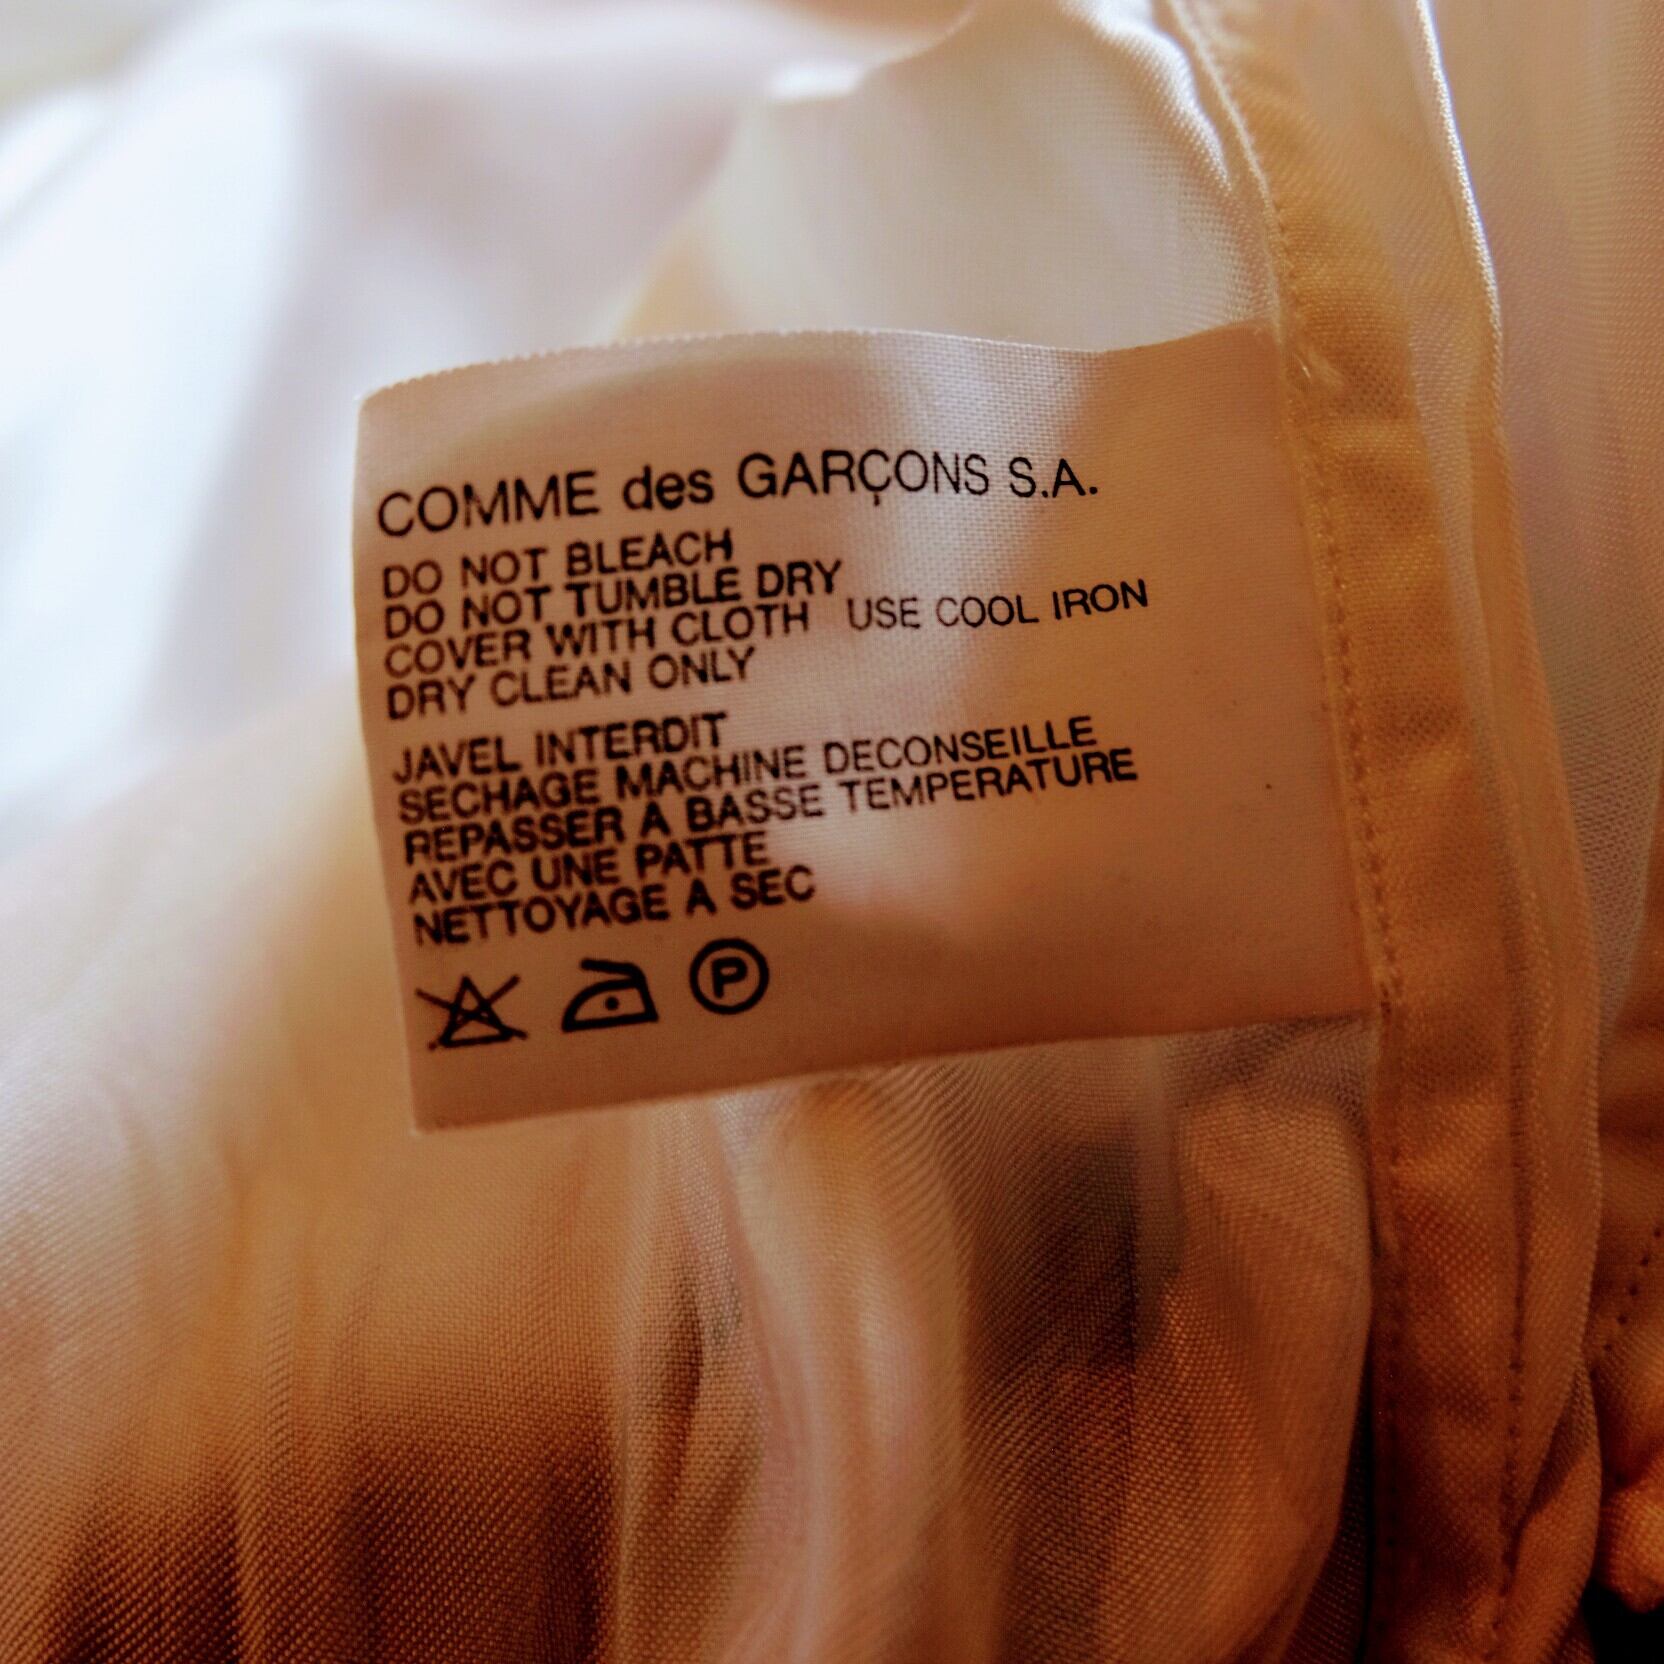 COMME des GARÇONS S.A.
DO NOT BLEACH
DO NOT TUMBLE DRY
COVER WITH CLOTH USE COOL IRON
DRY CLEAN ONLY
JAVEL INTERDIT
SECHAGE MACHINE DECONSEILLE
REPASSER A BASSE TEMPERATURE
AVEC UNE PATTE
NETTOYAGE A SEC
P